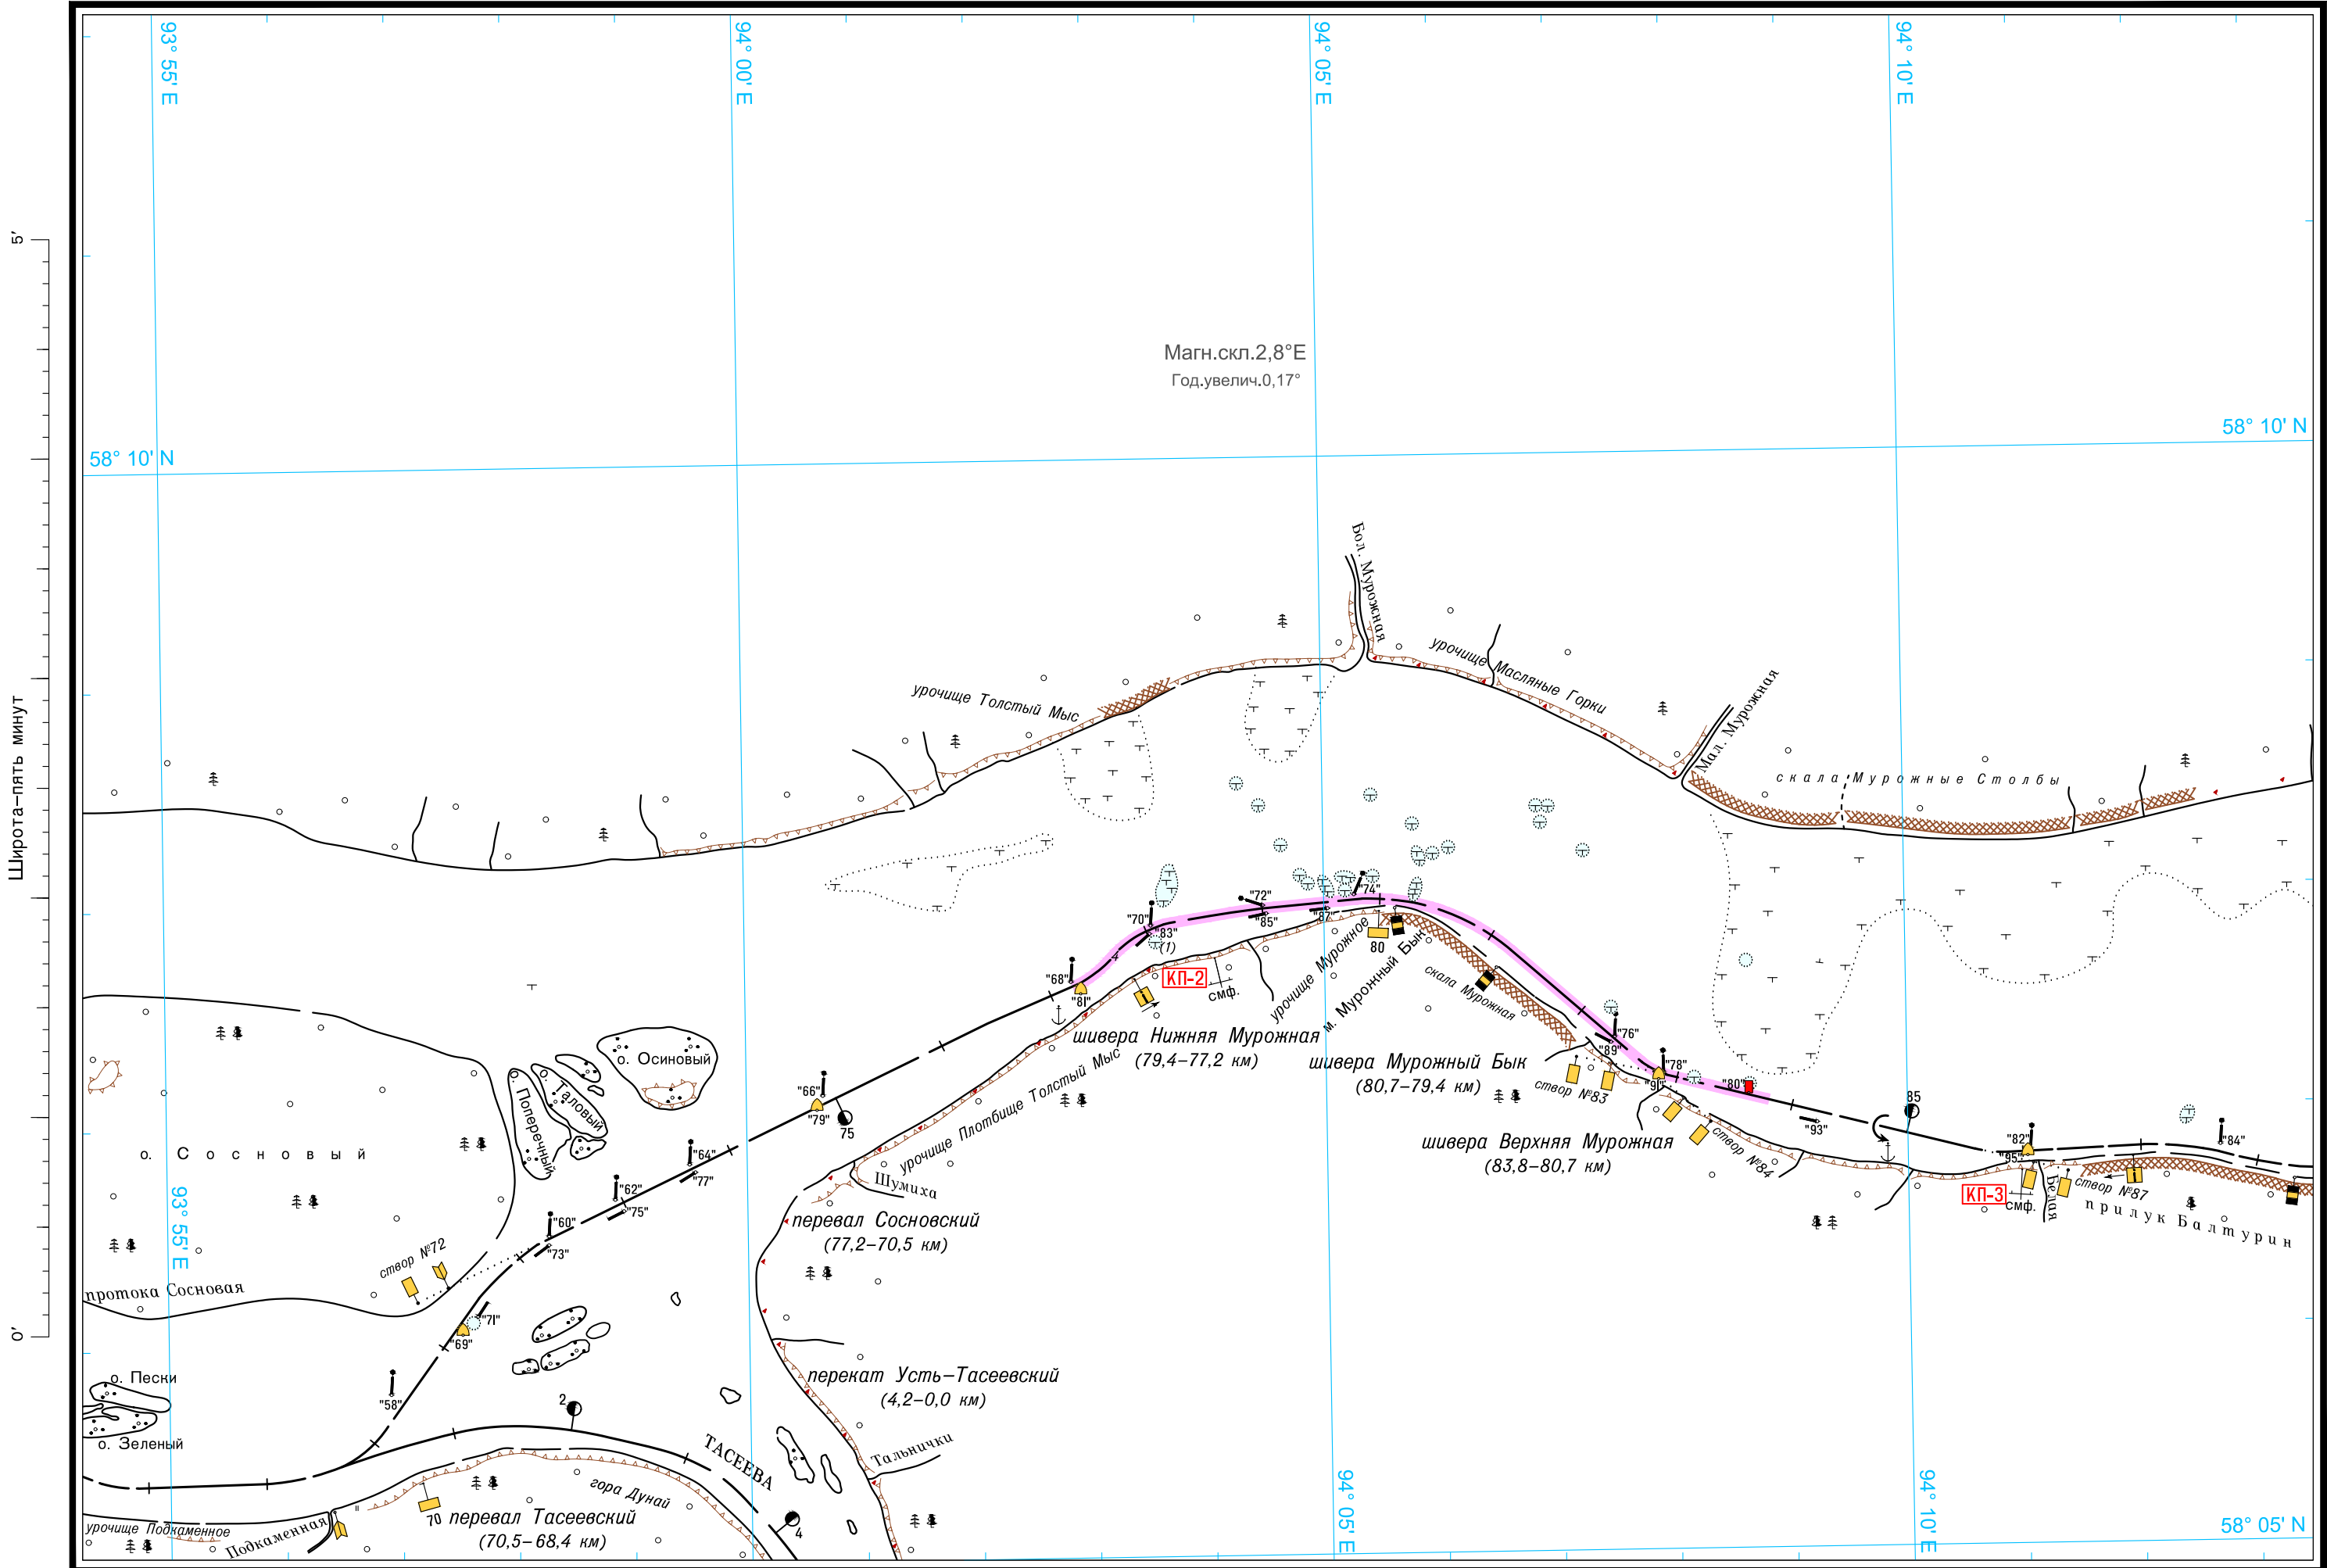 93° 55' E
94° 00' E
94° 05' E
94° 10' E
5'
Магн.скл.2,8°E
Год.увелич.0,17°
58° 10' N
58° 10' N
Бол. Мурожная
урочище Масляные Горки
урочище Толстый Мыс
Мал. Мурожная
Широта–пять минут
скала Мурожные Столбы
"74"
"72"
"70"
"85"
"87"
"83"
(1)
4
80
урочище Мурожное
м. Мурожный Бык
"68"
КП-2
смф.
"81"
скала Мурожная
шивера Нижняя Мурожная
(79,4–77,2 км)
"76"
"89"
шивера Мурожный Бык
(80,7–79,4 км)
"78"
"91"
"80"
створ №83
о. Осиновый
о. Таловый
о. Поперечный
урочище Плотбище Толстый Мыс
"66"
"79"
75
85
"93"
створ №84
шивера Верхняя Мурожная
(83,8–80,7 км)
"82"
"84"
"95"
о. Сосновый
"64"
"77"
Шумиха
КП-3
смф.
Белая
створ №87
прилук Балтурин
"62"
"75"
93° 55' E
перевал Сосновский
(77,2–70,5 км)
"60"
"73"
створ №72
протока Сосновая
"71"
"69"
0'
о. Пески
"58"
перекат Усть–Тасеевский
(4,2–0,0 км)
2
о. Зеленый
ТАСЕЕВА
Тальнички
гора Дунай
94° 05' E
94° 10' E
70
перевал Тасеевский
(70,5–68,4 км)
4
58° 05' N
урочище Подкаменное
Подкаменная